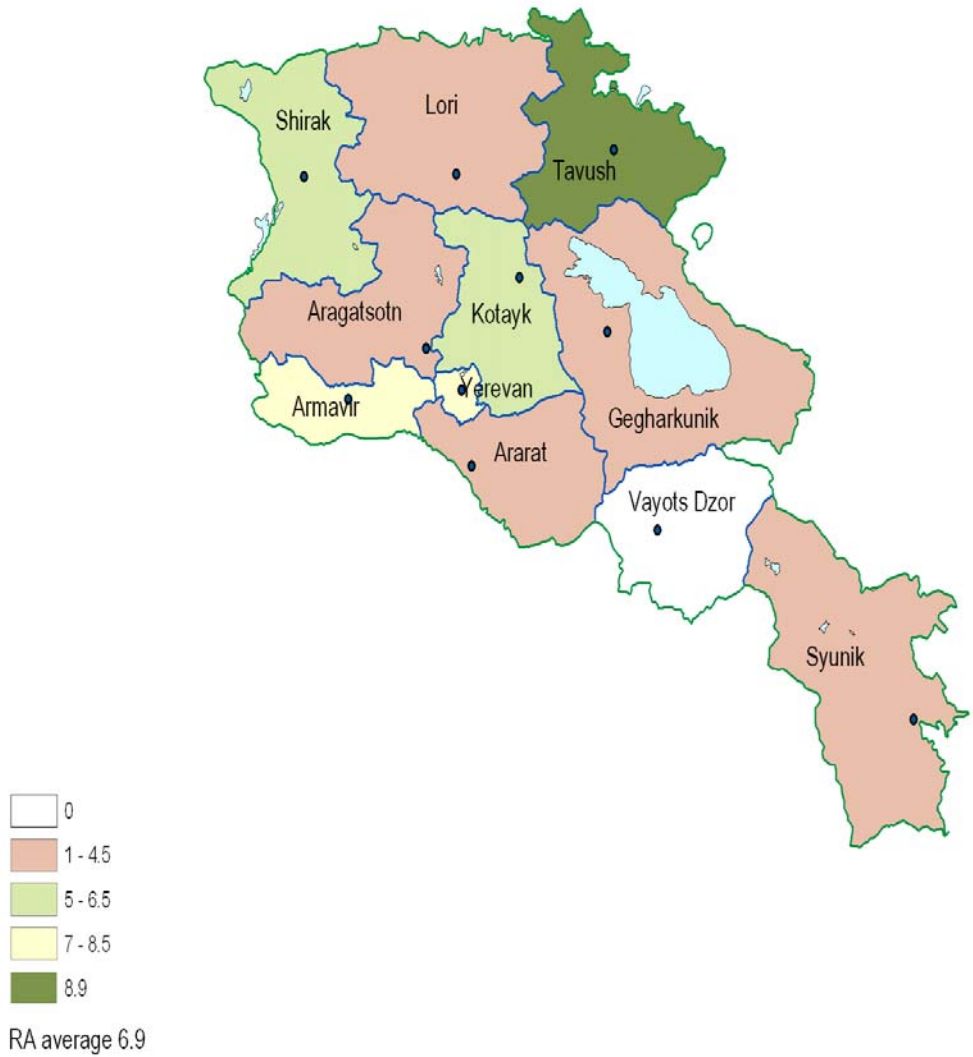 Shirak
Lori
Tavush
Aragatsotn
Kotayk
Yerevan
Armavir
Gegharkunik
Ararat
Vayots Dzor
Syunik
0
1 - 4.5
5 - 6.5
7 - 8.5
8.9
RA average 6.9